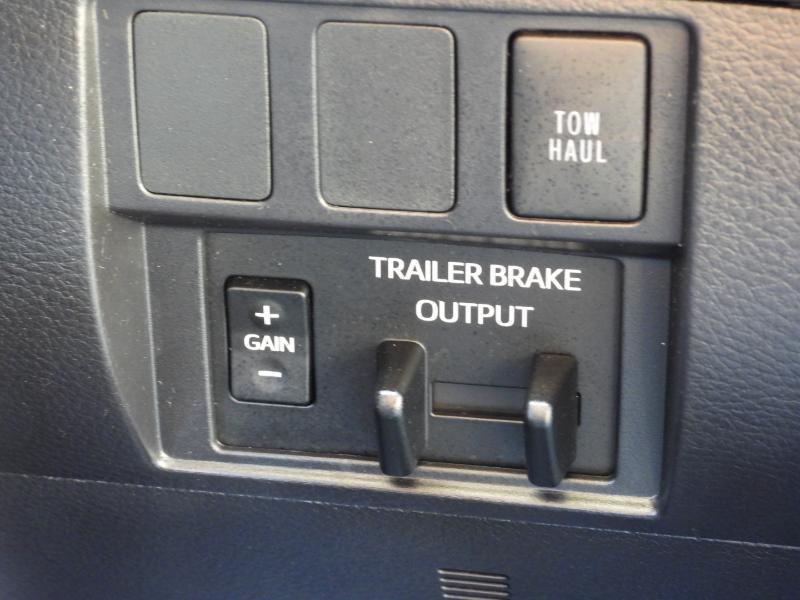 TOW
HAUL
TRAILER BRAKE
OUTPUT
+
GAIN
-